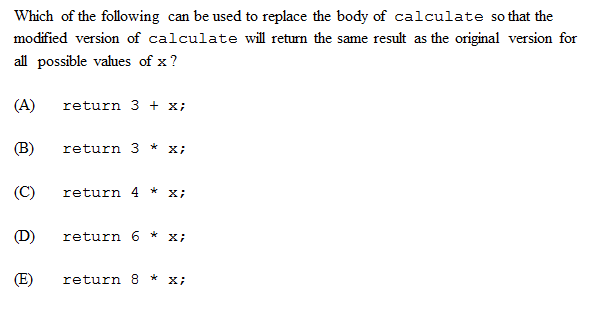 Which of the following can be used to replace the body of calculate so that the
modified version of calculate will return the same result as the original version for
all possible values of x ?
(A) return 3 + x;
(B) return 3 * x;
(C) return 4 * x;
(D) return 6 * x;
(E) return 8 * x;